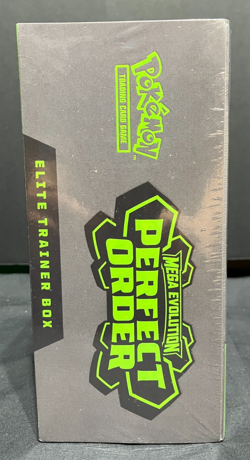 POKéMON
TRADING CARD GAME
MEGA EVOLUTION
PERFECT
ORDER
ELITE TRAINER BOX